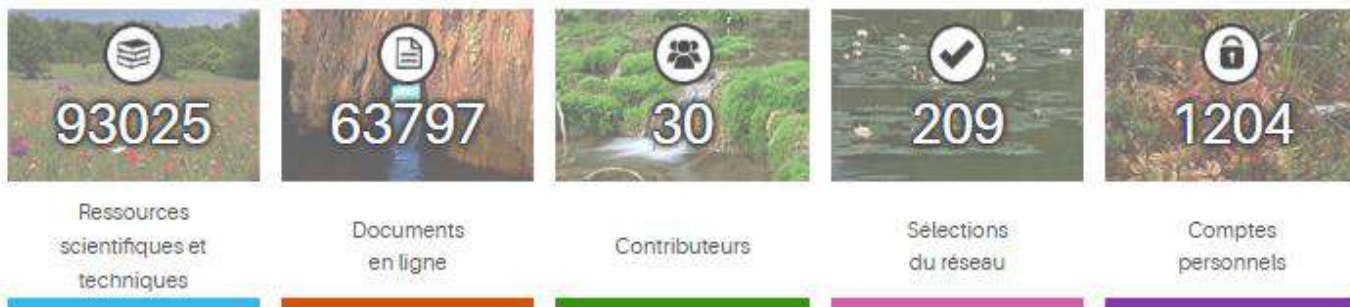 93025
63797
30
209
1204
Ressources
scientifiques et
techniques
Documents
en ligne
Contributeurs
Sélections
du réseau
Comptes
personnels